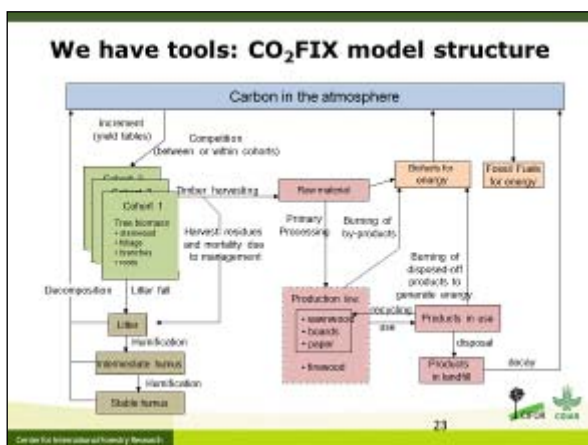 We have tools: CO₂FIX model structure
Carbon in the atmosphere
Increment
(yield tables)
Competition
(between or within cohorts)
Cohort 3
Cohort 2
Cohort 1
Tree biomass
• stemwood
• foliage
• branches
• roots
Timber harvesting
Harvest residues
and mortality due
to management
Raw material
Biofuels for
energy
Fossil Fuels
for energy
Primary
Processing
Burning of
by-products
Burning of
disposed-off
products to
generate energy
Decomposition
Litter fall
Litter
Humification
Intermediate humus
Humification
Stable humus
Production line
• sawnwood
• boards
• paper
• firewood
recycling
use
Products in use
disposal
Products
in landfill
decay
23
CIFOR
CGIAR
Center for International Forestry Research